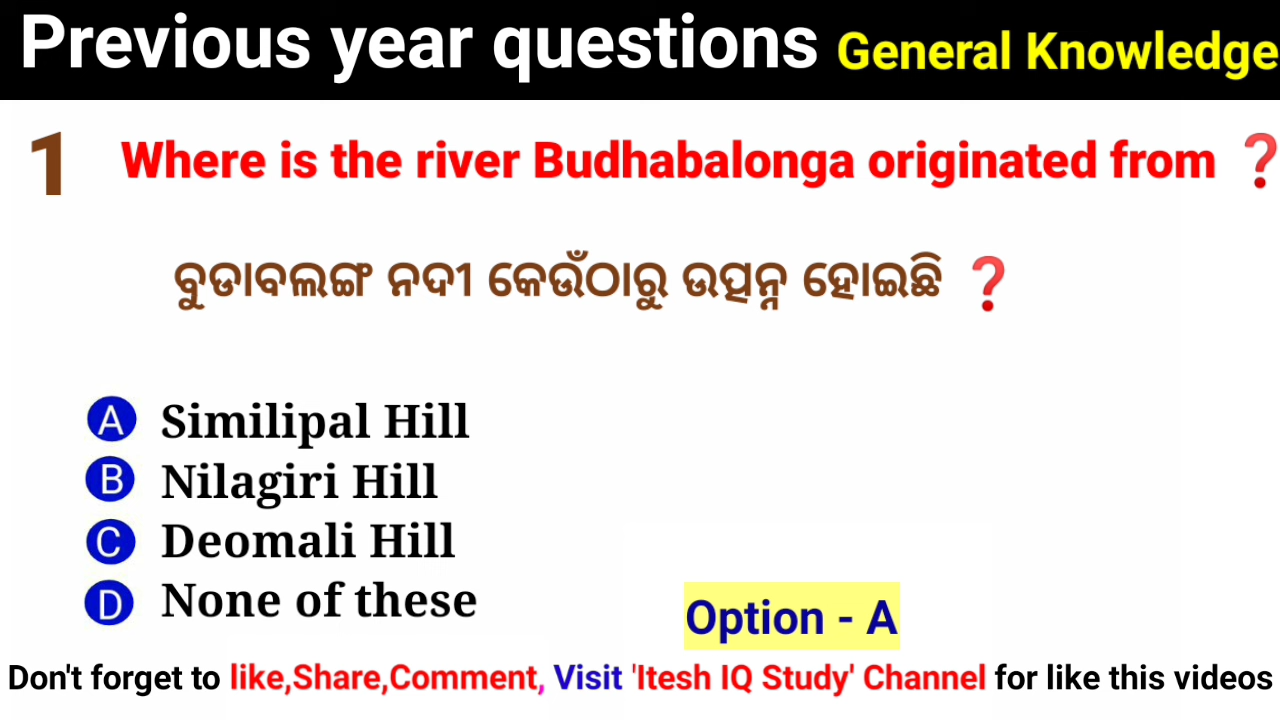 Previous year questions General Knowledge
1 Where is the river Budhabalonga originated from ❓
ବୁଡାବଲଙ୍ଗ ନଦୀ କେଉଁଠାରୁ ଉତ୍ପନ୍ନ ହୋଇଛି ❓
A Similipal Hill
B Nilagiri Hill
C Deomali Hill
D None of these
Option - A
Don't forget to like,Share,Comment, Visit 'Itesh IQ Study' Channel for like this videos